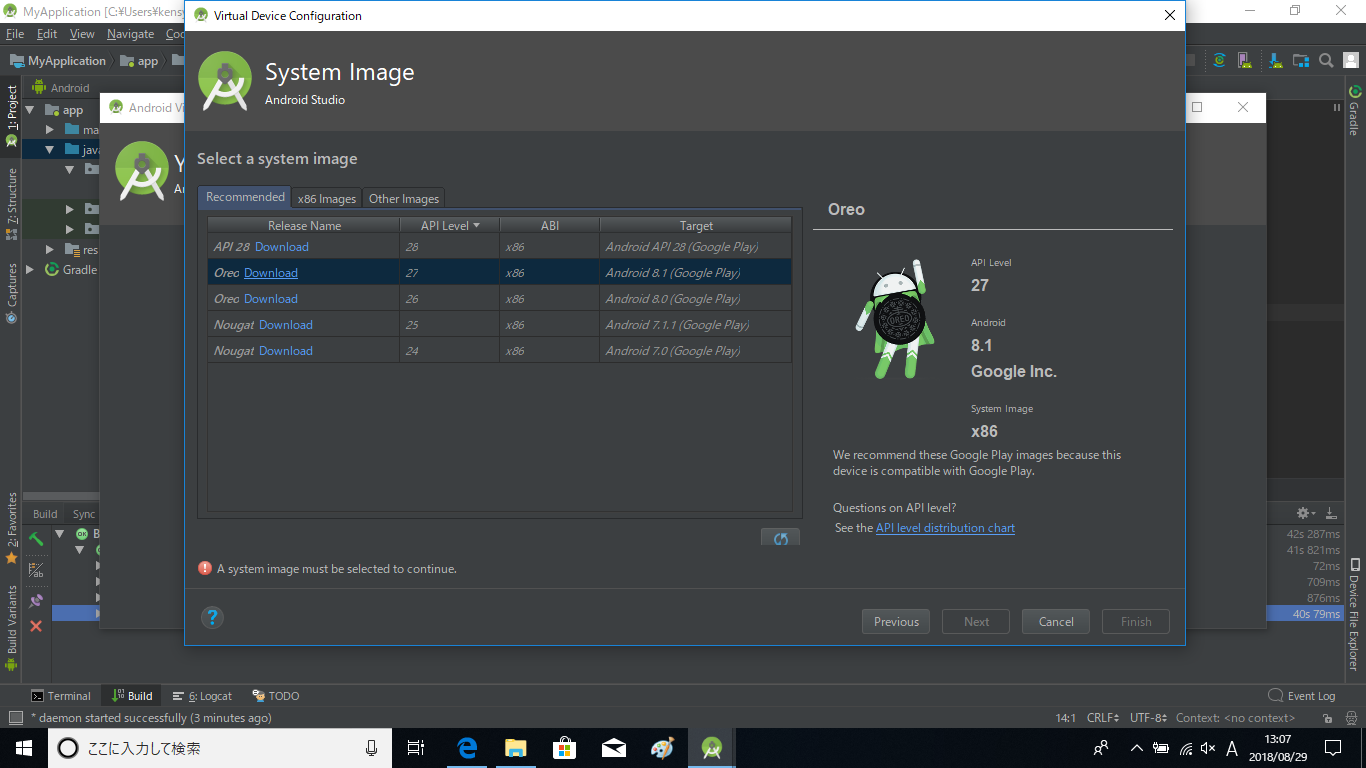 MyApplication [C:¥Users¥kensy
Virtual Device Configuration
File Edit View Navigate Coc
MyApplication app
System Image
Android Studio
1: Project
Android
app
ma
java
res
Gradle
7: Structure
Captures
2: Favorites
Build Variants
Android Vi
Y
An
Select a system image
Recommended x86 Images Other Images
Release Name API Level ABI Target
API 28 Download 28 x86 Android API 28 (Google Play)
Oreo Download 27 x86 Android 8.1 (Google Play)
Oreo Download 26 x86 Android 8.0 (Google Play)
Nougat Download 25 x86 Android 7.1.1 (Google Play)
Nougat Download 24 x86 Android 7.0 (Google Play)
Oreo
OREO
API Level
27
Android
8.1
Google Inc.
System Image
x86
We recommend these Google Play images because this
device is compatible with Google Play.
Questions on API level?
See the API level distribution chart
A system image must be selected to continue.
?
Previous Next Cancel Finish
Gradle
Device File Explorer
Build Sync
OK B
42s 287ms
41s 821ms
72ms
709ms
876ms
40s 79ms
Terminal Build 6: Logcat TODO Event Log
* daemon started successfully (3 minutes ago) 14:1 CRLF UTF-8 Context: <no context>
ここに入力して検索
A
13:07
2018/08/29